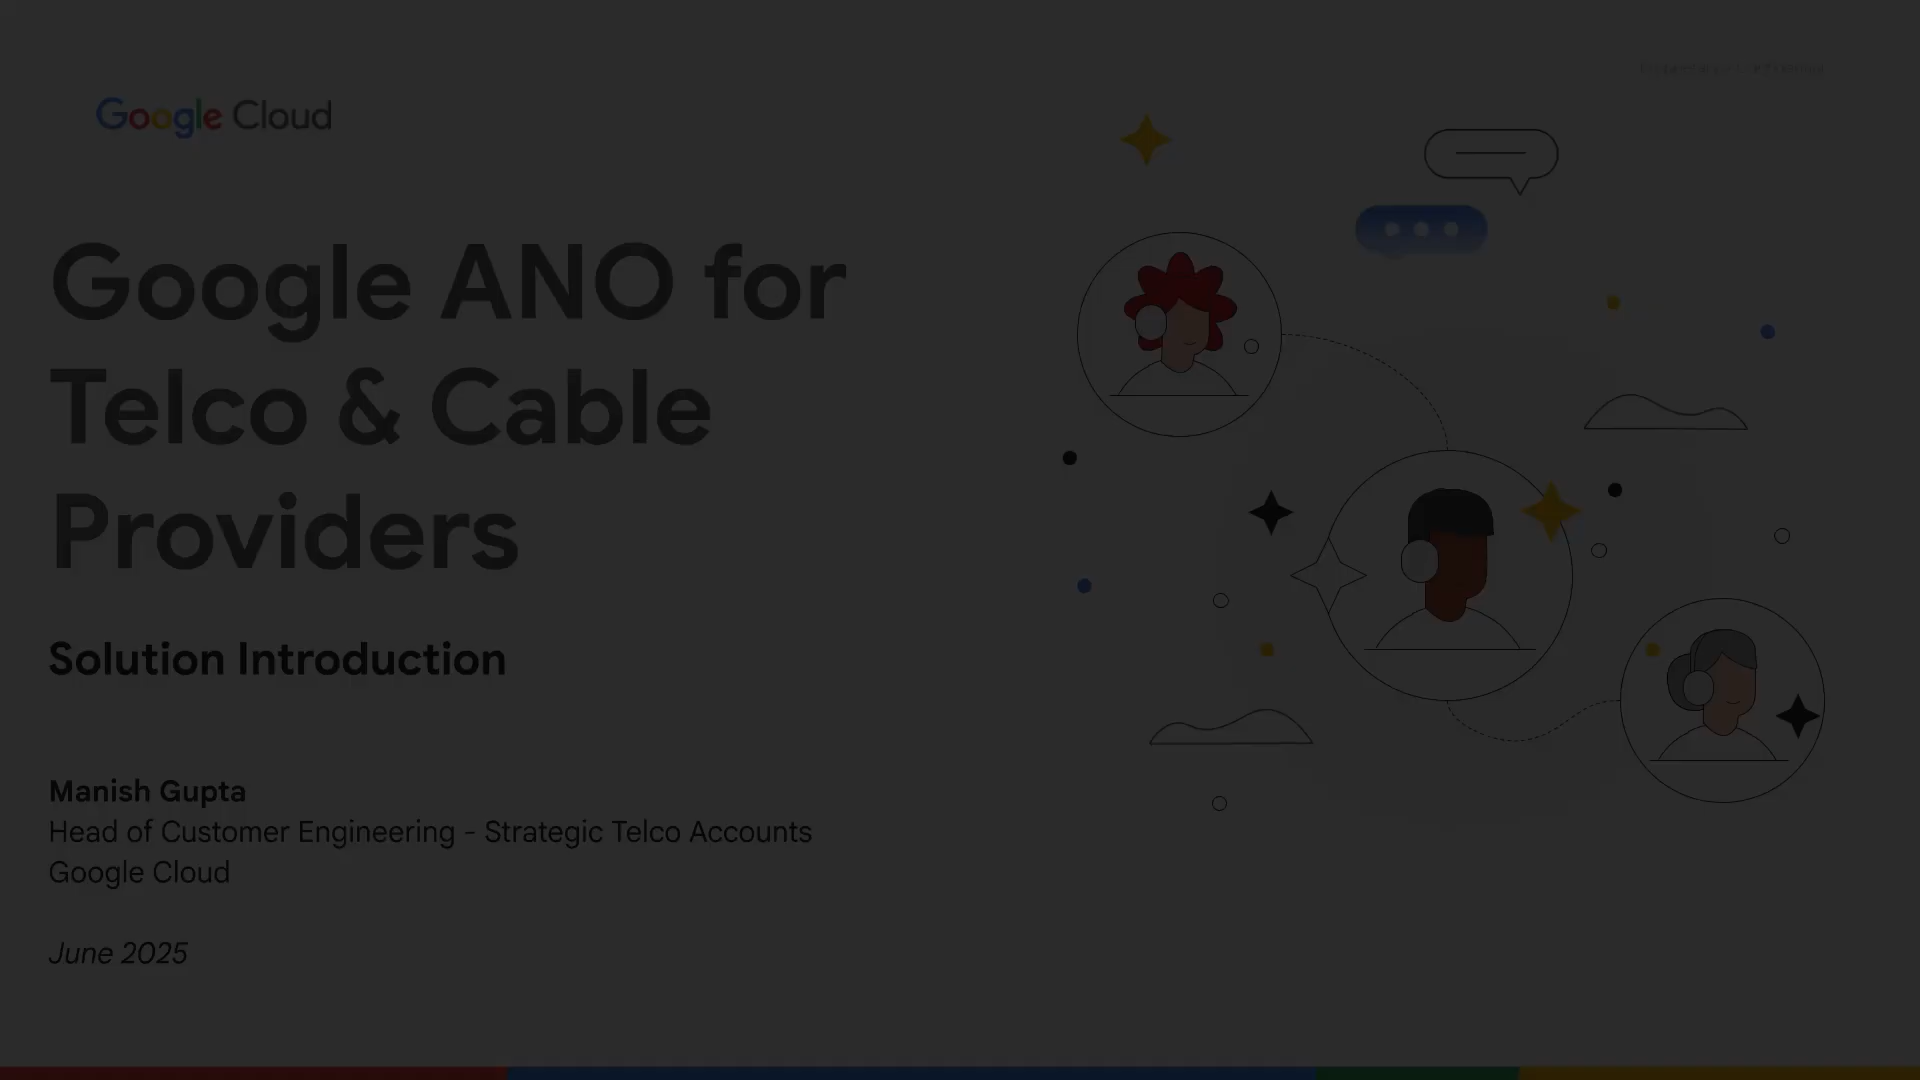 Google Cloud
Google ANO for
Telco & Cable
Providers
Solution Introduction
Manish Gupta
Head of Customer Engineering - Strategic Telco Accounts
Google Cloud
June 2025